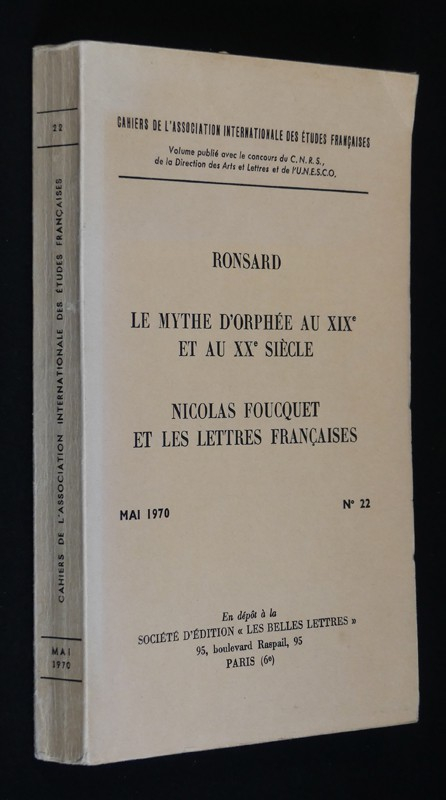 22
CAHIERS DE L'ASSOCIATION INTERNATIONALE DES ÉTUDES FRANÇAISES
MAI
1970
CAHIERS DE L'ASSOCIATION INTERNATIONALE DES ÉTUDES FRANÇAISES
Volume publié avec le concours du C.N.R.S.,
de la Direction des Arts et Lettres et de l'U.N.E.S.C.O.
RONSARD
LE MYTHE D'ORPHÉE AU XIXe
ET AU XXe SIÈCLE
NICOLAS FOUCQUET
ET LES LETTRES FRANÇAISES
MAI 1970 N° 22
En dépôt à la
SOCIÉTÉ D'ÉDITION « LES BELLES LETTRES »
95, boulevard Raspail, 95
PARIS (6e)